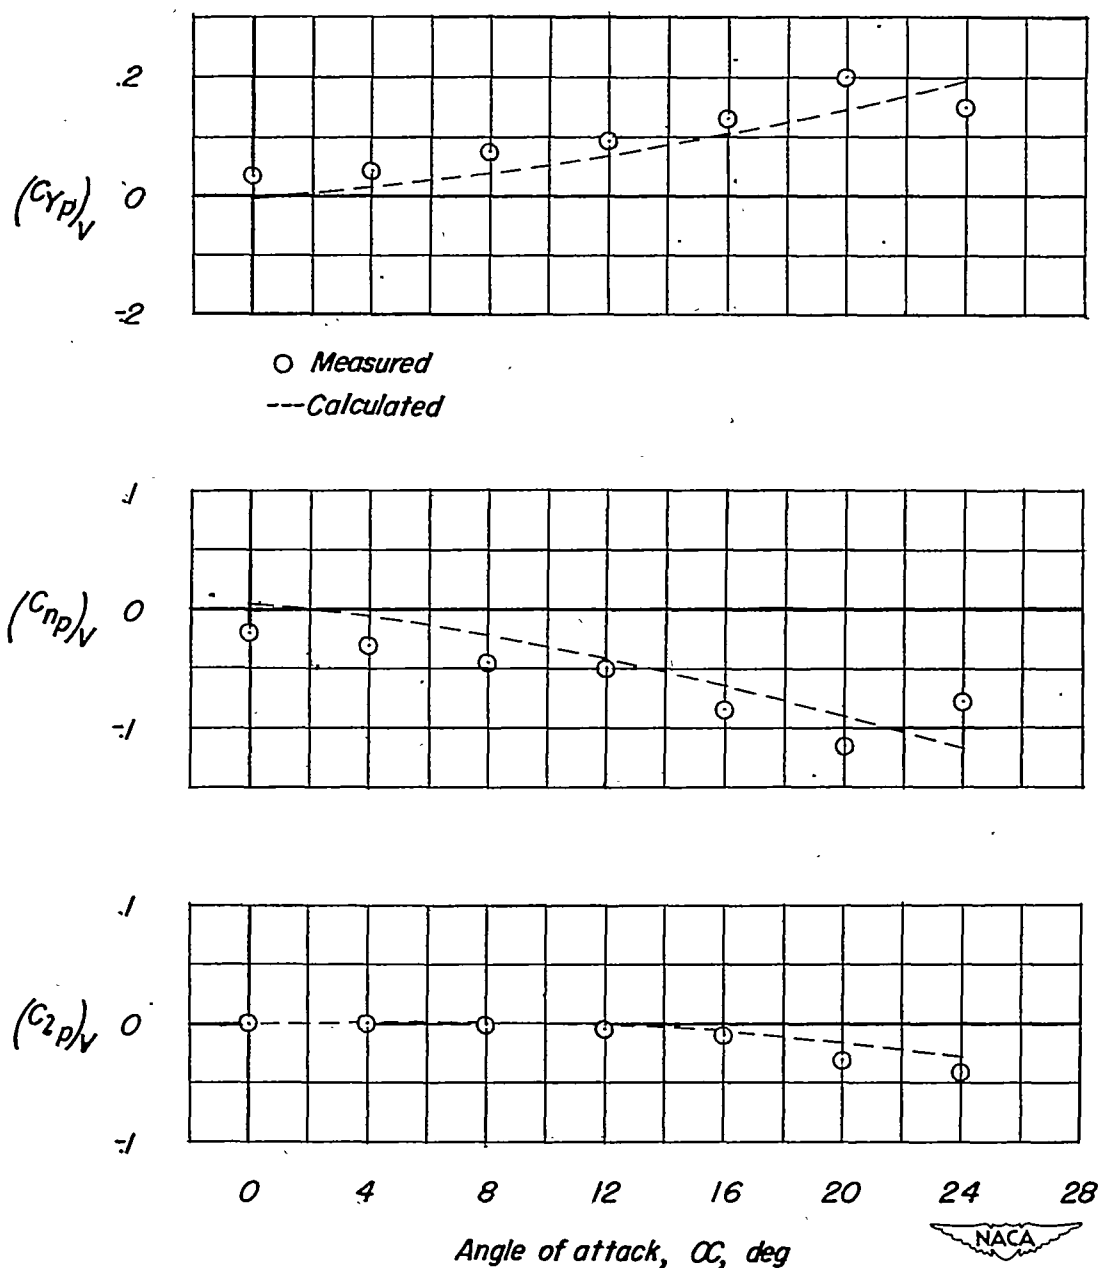 .2
(CYp)V 0
-.2
Measured
---Calculated
.1
(Cnp)V 0
-.1
.1
(Clp)V 0
-.1
0 4 8 12 16 20 24 28
Angle of attack, α, deg
NACA